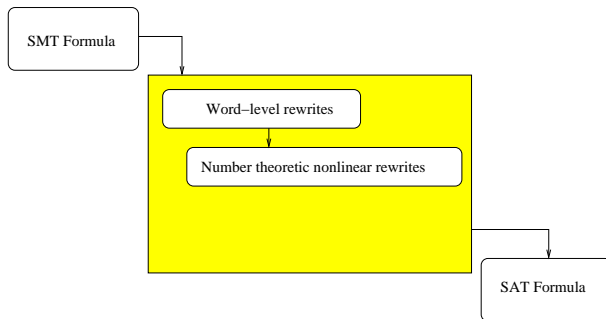 SMT Formula
Word−level rewrites
Number theoretic nonlinear rewrites
SAT Formula